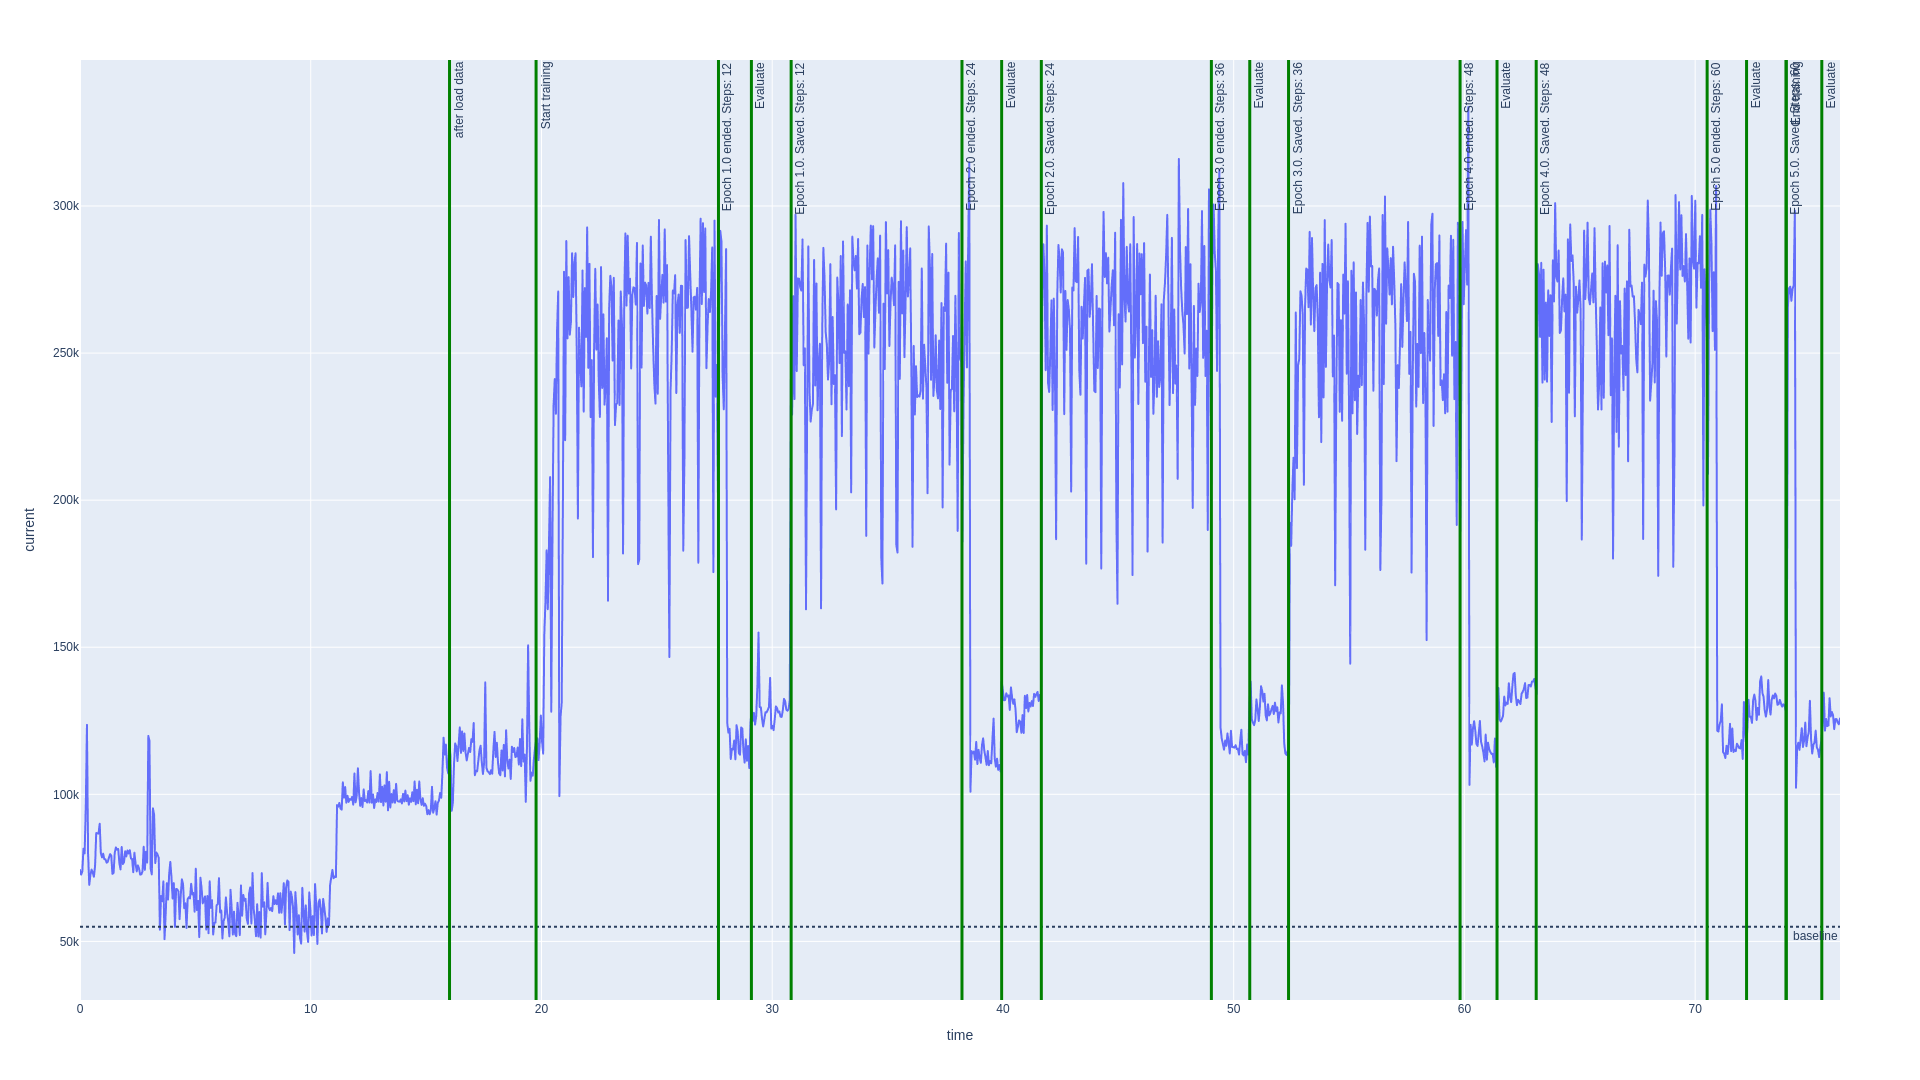 after load data
Start training
Epoch 1.0 ended. Steps: 12
Evaluate
Epoch 1.0. Saved. Steps: 12
Epoch 2.0 ended. Steps: 24
Evaluate
Epoch 2.0. Saved. Steps: 24
Epoch 3.0 ended. Steps: 36
Evaluate
Epoch 3.0. Saved. Steps: 36
Epoch 4.0 ended. Steps: 48
Evaluate
Epoch 4.0. Saved. Steps: 48
Epoch 5.0 ended. Steps: 60
Evaluate
Epoch 5.0. Saved.
Evaluate
300k
250k
200k
150k
100k
50k
current
baseline
0
10
20
30
40
50
60
70
time